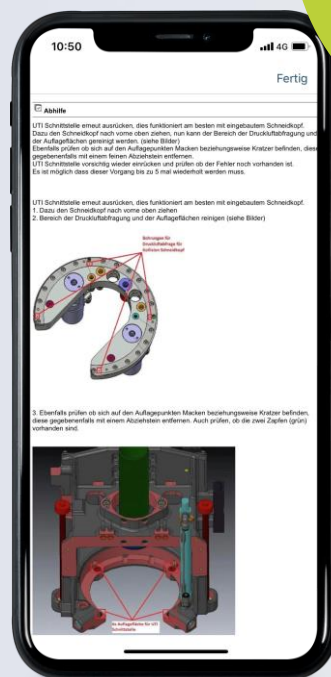 10:50
4G
Fertig
Abhilfe
UTI Schnittstelle erneut ausrücken, dies funktioniert am besten mit eingebautem Schneidkopf.
Dazu den Schneidkopf nach vorne oben ziehen, nun kann der Bereich der Druckluftabfragung und
der Auflageflächen gereinigt werden. (siehe Bilder)
Ebenfalls prüfen ob sich auf den Auflagepunkten Macken beziehungsweise Kratzer befinden, diese
gegebenenfalls mit einem feinen Abziehstein entfernen.
UTI Schnittstelle vorsichtig wieder einrücken und prüfen ob der Fehler noch vorhanden ist.
Es ist möglich dass dieser Vorgang bis zu 5 mal wiederholt werden muss.
UTI Schnittstelle erneut ausrücken, dies funktioniert am besten mit eingebautem Schneidkopf.
1. Dazu den Schneidkopf nach vorne oben ziehen
2. Bereich der Druckluftabfragung und der Auflageflächen reinigen (siehe Bilder)
Bohrungen für
Druckluftabfrage für
Schneidkopf
3. Ebenfalls prüfen ob sich auf den Auflagepunkten Macken beziehungsweise Kratzer befinden,
diese gegebenenfalls mit einem Abziehstein entfernen. Auch prüfen, ob die zwei Zapfen (grün)
vorhanden sind.
Auflagefläche für UTI
Schnittstelle